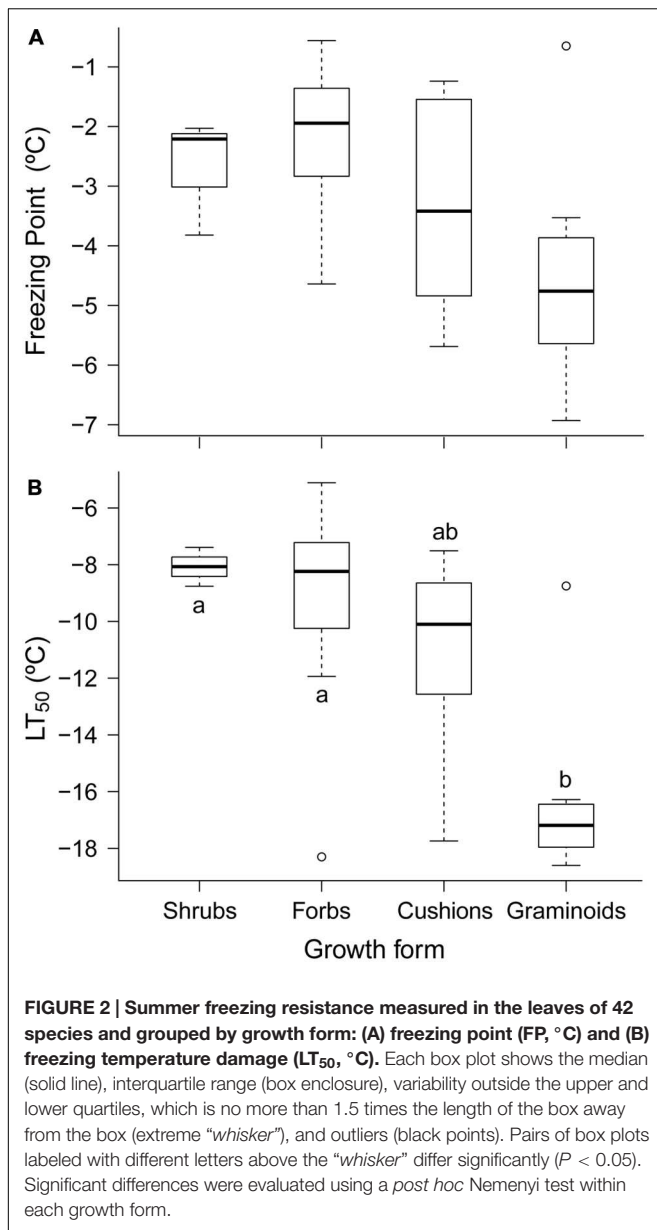 A
Freezing Point (ºC)
−1
−2
−3
−4
−5
−6
−7
B
LT50 (ºC)
−6
−8
−10
−12
−14
−16
−18
a
a
ab
b
Shrubs Forbs Cushions Graminoids
Growth form
FIGURE 2 | Summer freezing resistance measured in the leaves of 42
species and grouped by growth form: (A) freezing point (FP, °C) and (B)
freezing temperature damage (LT50, °C). Each box plot shows the median
(solid line), interquartile range (box enclosure), variability outside the upper and
lower quartiles, which is no more than 1.5 times the length of the box away
from the box (extreme “whisker”), and outliers (black points). Pairs of box plots
labeled with different letters above the “whisker” differ significantly (P < 0.05).
Significant differences were evaluated using a post hoc Nemenyi test within
each growth form.